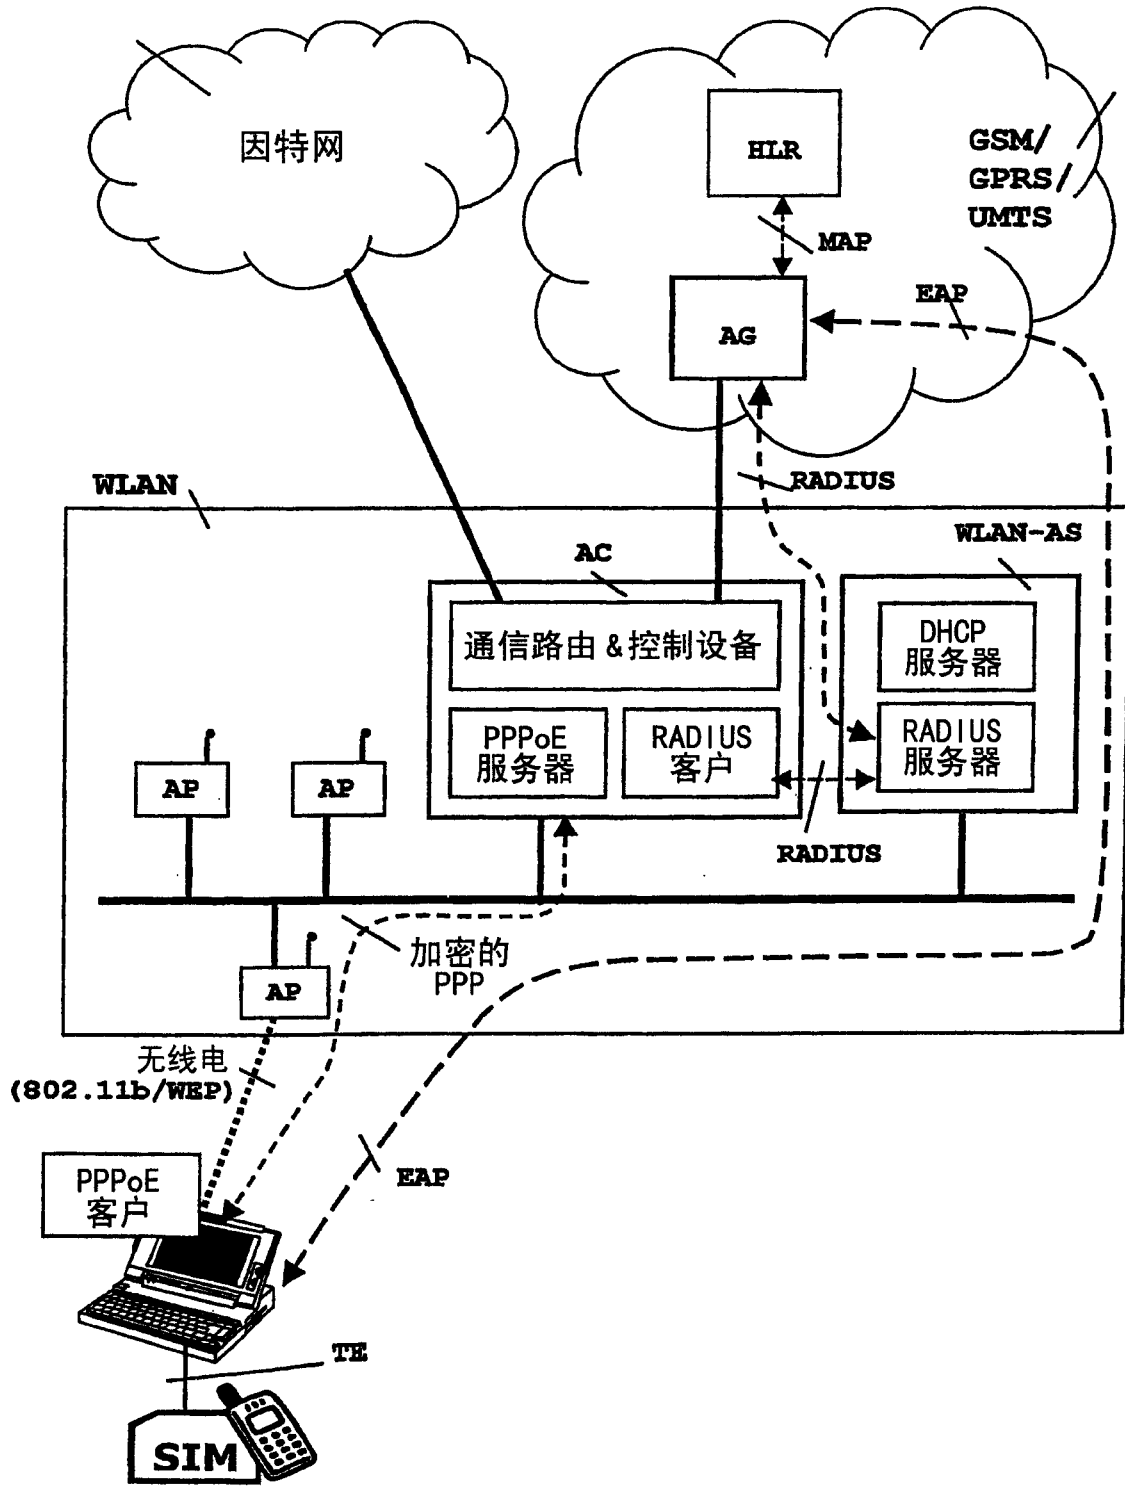 因特网
HLR
GSM/
GPRS/
UMTS
MAP
EAP
AG
RADIUS
WLAN
AC
WLAN-AS
通信路由&控制设备
DHCP
服务器
PPPoE
服务器
RADIUS
客户
RADIUS
服务器
AP
AP
RADIUS
加密的
PPP
AP
无线电
(802.11b/WEP)
EAP
PPPoE
客户
TE
SIM